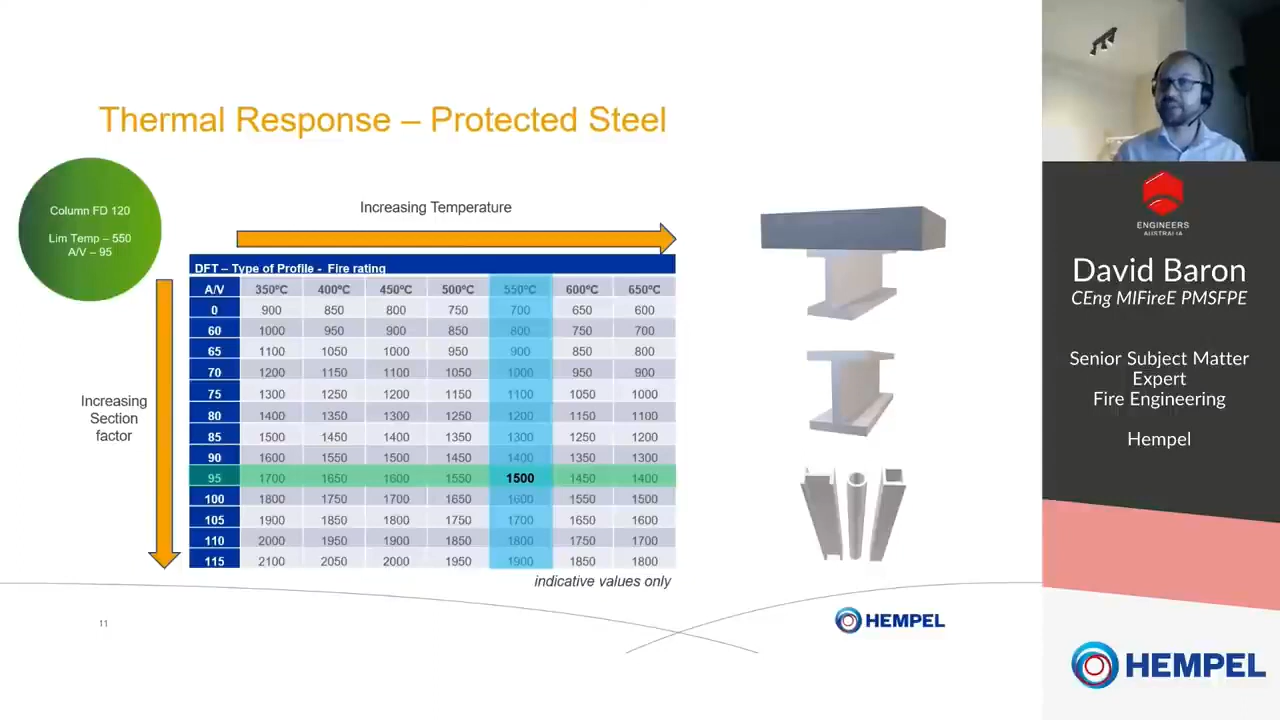 Thermal Response – Protected Steel
Column FD 120
Lim Temp – 550
A/V – 95
Increasing Temperature
Increasing
Section
factor
DFT – Type of Profile -  Fire rating
A/V 350ºC 400ºC 450ºC 500ºC 550ºC 600ºC 650ºC
0 900 850 800 750 700 650 600
60 1000 950 900 850 800 750 700
65 1100 1050 1000 950 900 850 800
70 1200 1150 1100 1050 1000 950 900
75 1300 1250 1200 1150 1100 1050 1000
80 1400 1350 1300 1250 1200 1150 1100
85 1500 1450 1400 1350 1300 1250 1200
90 1600 1550 1500 1450 1400 1350 1300
95 1700 1650 1600 1550 1500 1450 1400
100 1800 1750 1700 1650 1600 1550 1500
105 1900 1850 1800 1750 1700 1650 1600
110 2000 1950 1900 1850 1800 1750 1700
115 2100 2050 2000 1950 1900 1850 1800
indicative values only
11
HEMPEL
ENGINEERS
AUSTRALIA
David Baron
CEng MIFireE PMSFPE
Senior Subject Matter
Expert
Fire Engineering
Hempel
HEMPEL